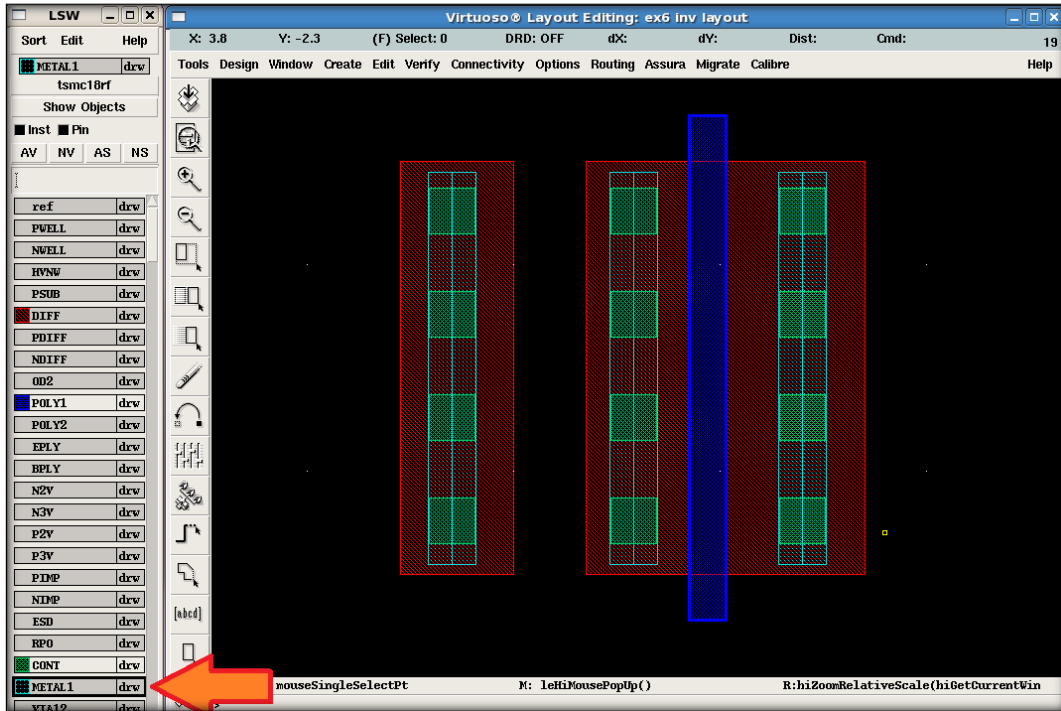 LSW
Sort Edit Help
METAL1 drw
tsmc18rf
Show Objects
Inst Pin
AV NV AS NS
ref drw
PWELL drw
NWELL drw
HVNW drw
PSUB drw
DIFF drw
PDIFF drw
NDIFF drw
OD2 drw
POLY1 drw
POLY2 drw
EPLY drw
BPLY drw
N2V drw
N3V drw
P2V drw
P3V drw
PIMP drw
NIMP drw
ESD drw
RPO drw
CONT drw
METAL1 drw
VIA12 drw
Virtuoso® Layout Editing: ex6 inv layout
X: 3.8 Y: -2.3 (F) Select: 0 DRD: OFF dX: dY: Dist: Cmd: 19
Tools Design Window Create Edit Verify Connectivity Options Routing Assura Migrate Calibre Help
[abcd]
mouseSingleSelectPt M: leHiMousePopUp() R:hiZoomRelativeScale(hiGetCurrentWin
>